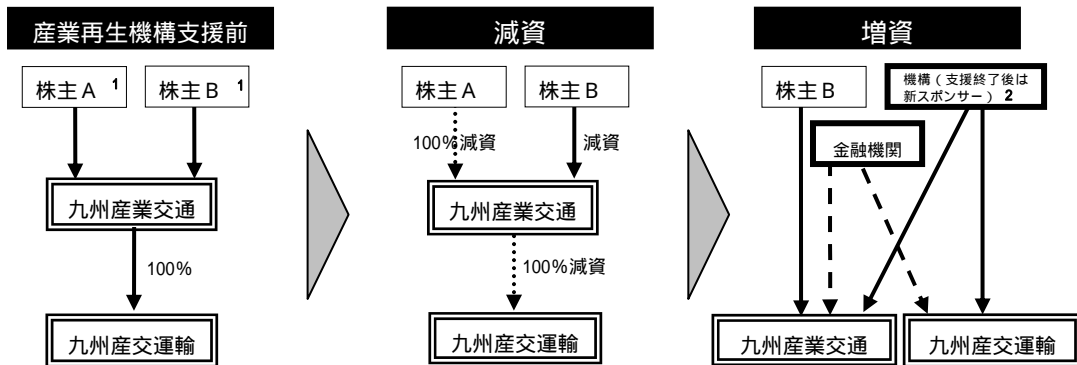 産業再生機構支援前
株主A 1
株主B 1
九州産業交通
100%
九州産交運輸
減資
株主A
株主B
100%減資
減資
九州産業交通
100%減資
九州産交運輸
増資
株主B
機構(支援終了後は
新スポンサー) 2
金融機関
九州産業交通
九州産交運輸